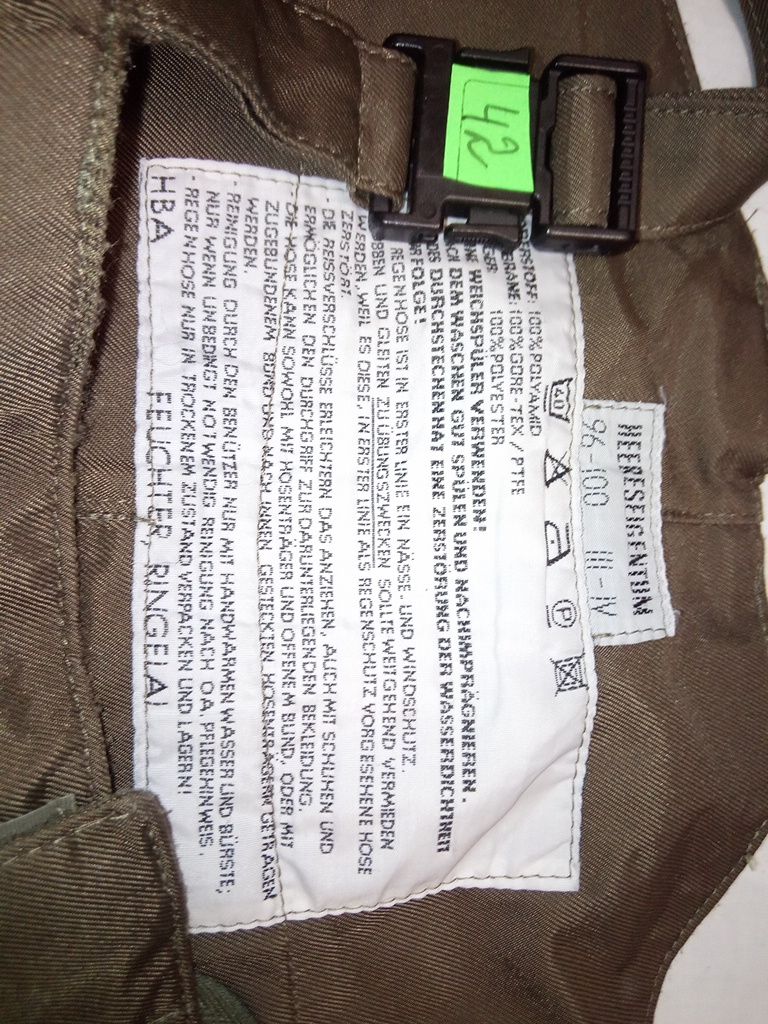 42
HEERESEIGENTUM
96-100 III-IV
40
P
100% POLYAMID
100% GORE-TEX / PTFE
100% POLYESTER
WEICHSPÜLER VERWENDEN!
DEM WASCHEN GUT SPÜLEN UND NACHIMPRÄGNIEREN.
DURCHSTECHEN HAT EINE ZERSTÖRUNG DER WASSERDICHTHEIT
REGENHOSE IST IN ERSTER LINIE EIN NÄSSE- UND WINDSCHUTZ.
UND GLEITEN ZU ÜBUNGSZWECKEN SOLLTE WEITGEHEND VERMIEDEN
WERDEN, WEIL ES DIESE, IN ERSTER LINIE ALS REGENSCHUTZ VORGESEHENE HOSE
ZERSTÖRT.
- DIE REISSVERSCHLÜSSE ERLEICHTERN DAS ANZIEHEN, AUCH MIT SCHUHEN UND
ERMÖGLICHEN DEN DURCHGRIFF ZUR DARUNTERLIEGENDEN BEKLEIDUNG.
DIE HOSE KANN SOWOHL MIT HOSENTRÄGER UND OFFENEM BUND, ODER MIT
ZUGEBUNDENEM BUND UND NACH INNEN GESTECKTEN HOSENTRÄGERN GETRAGEN
WERDEN.
- REINIGUNG DURCH DEN BENÜTZER NUR MIT HANDWARMEN WASSER UND BÜRSTE;
NUR WENN UNBEDINGT NOTWENDIG REINIGUNG NACH O.A. PFLEGEHINWEIS.
- REGENHOSE NUR IN TROCKENEM ZUSTAND VERPACKEN UND LAGERN!
HBA FEUCHTER, RINGELAI